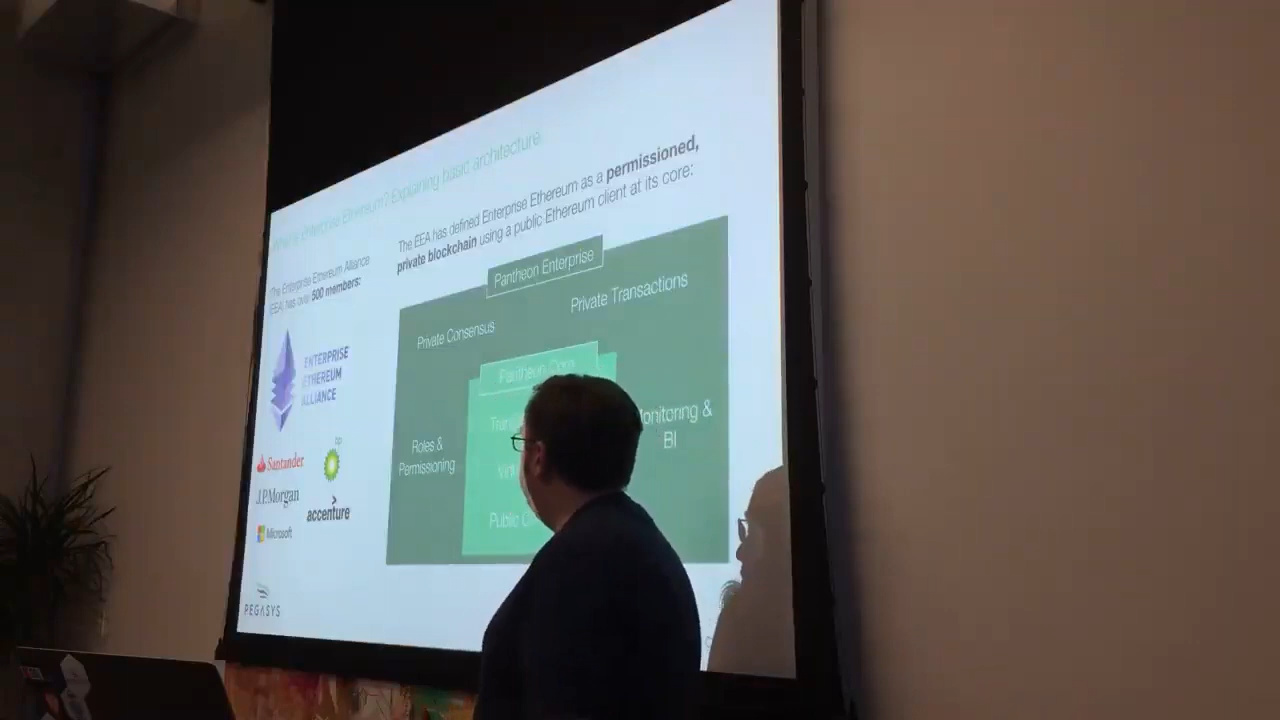 What is Enterprise Ethereum? Explaining basic architecture.
The EEA has defined Enterprise Ethereum as a permissioned,
private blockchain using a public Ethereum client at its core:
The Enterprise Ethereum Alliance
(EEA) has over 500 members:
ENTERPRISE
ETHEREUM
ALLIANCE
Santander
bp
J.P.Morgan
accenture
Microsoft
PEGASYS
Pantheon Enterprise
Private Consensus
Private Transactions
Pantheon Core
Roles &
Permissioning
Monitoring &
BI
Public